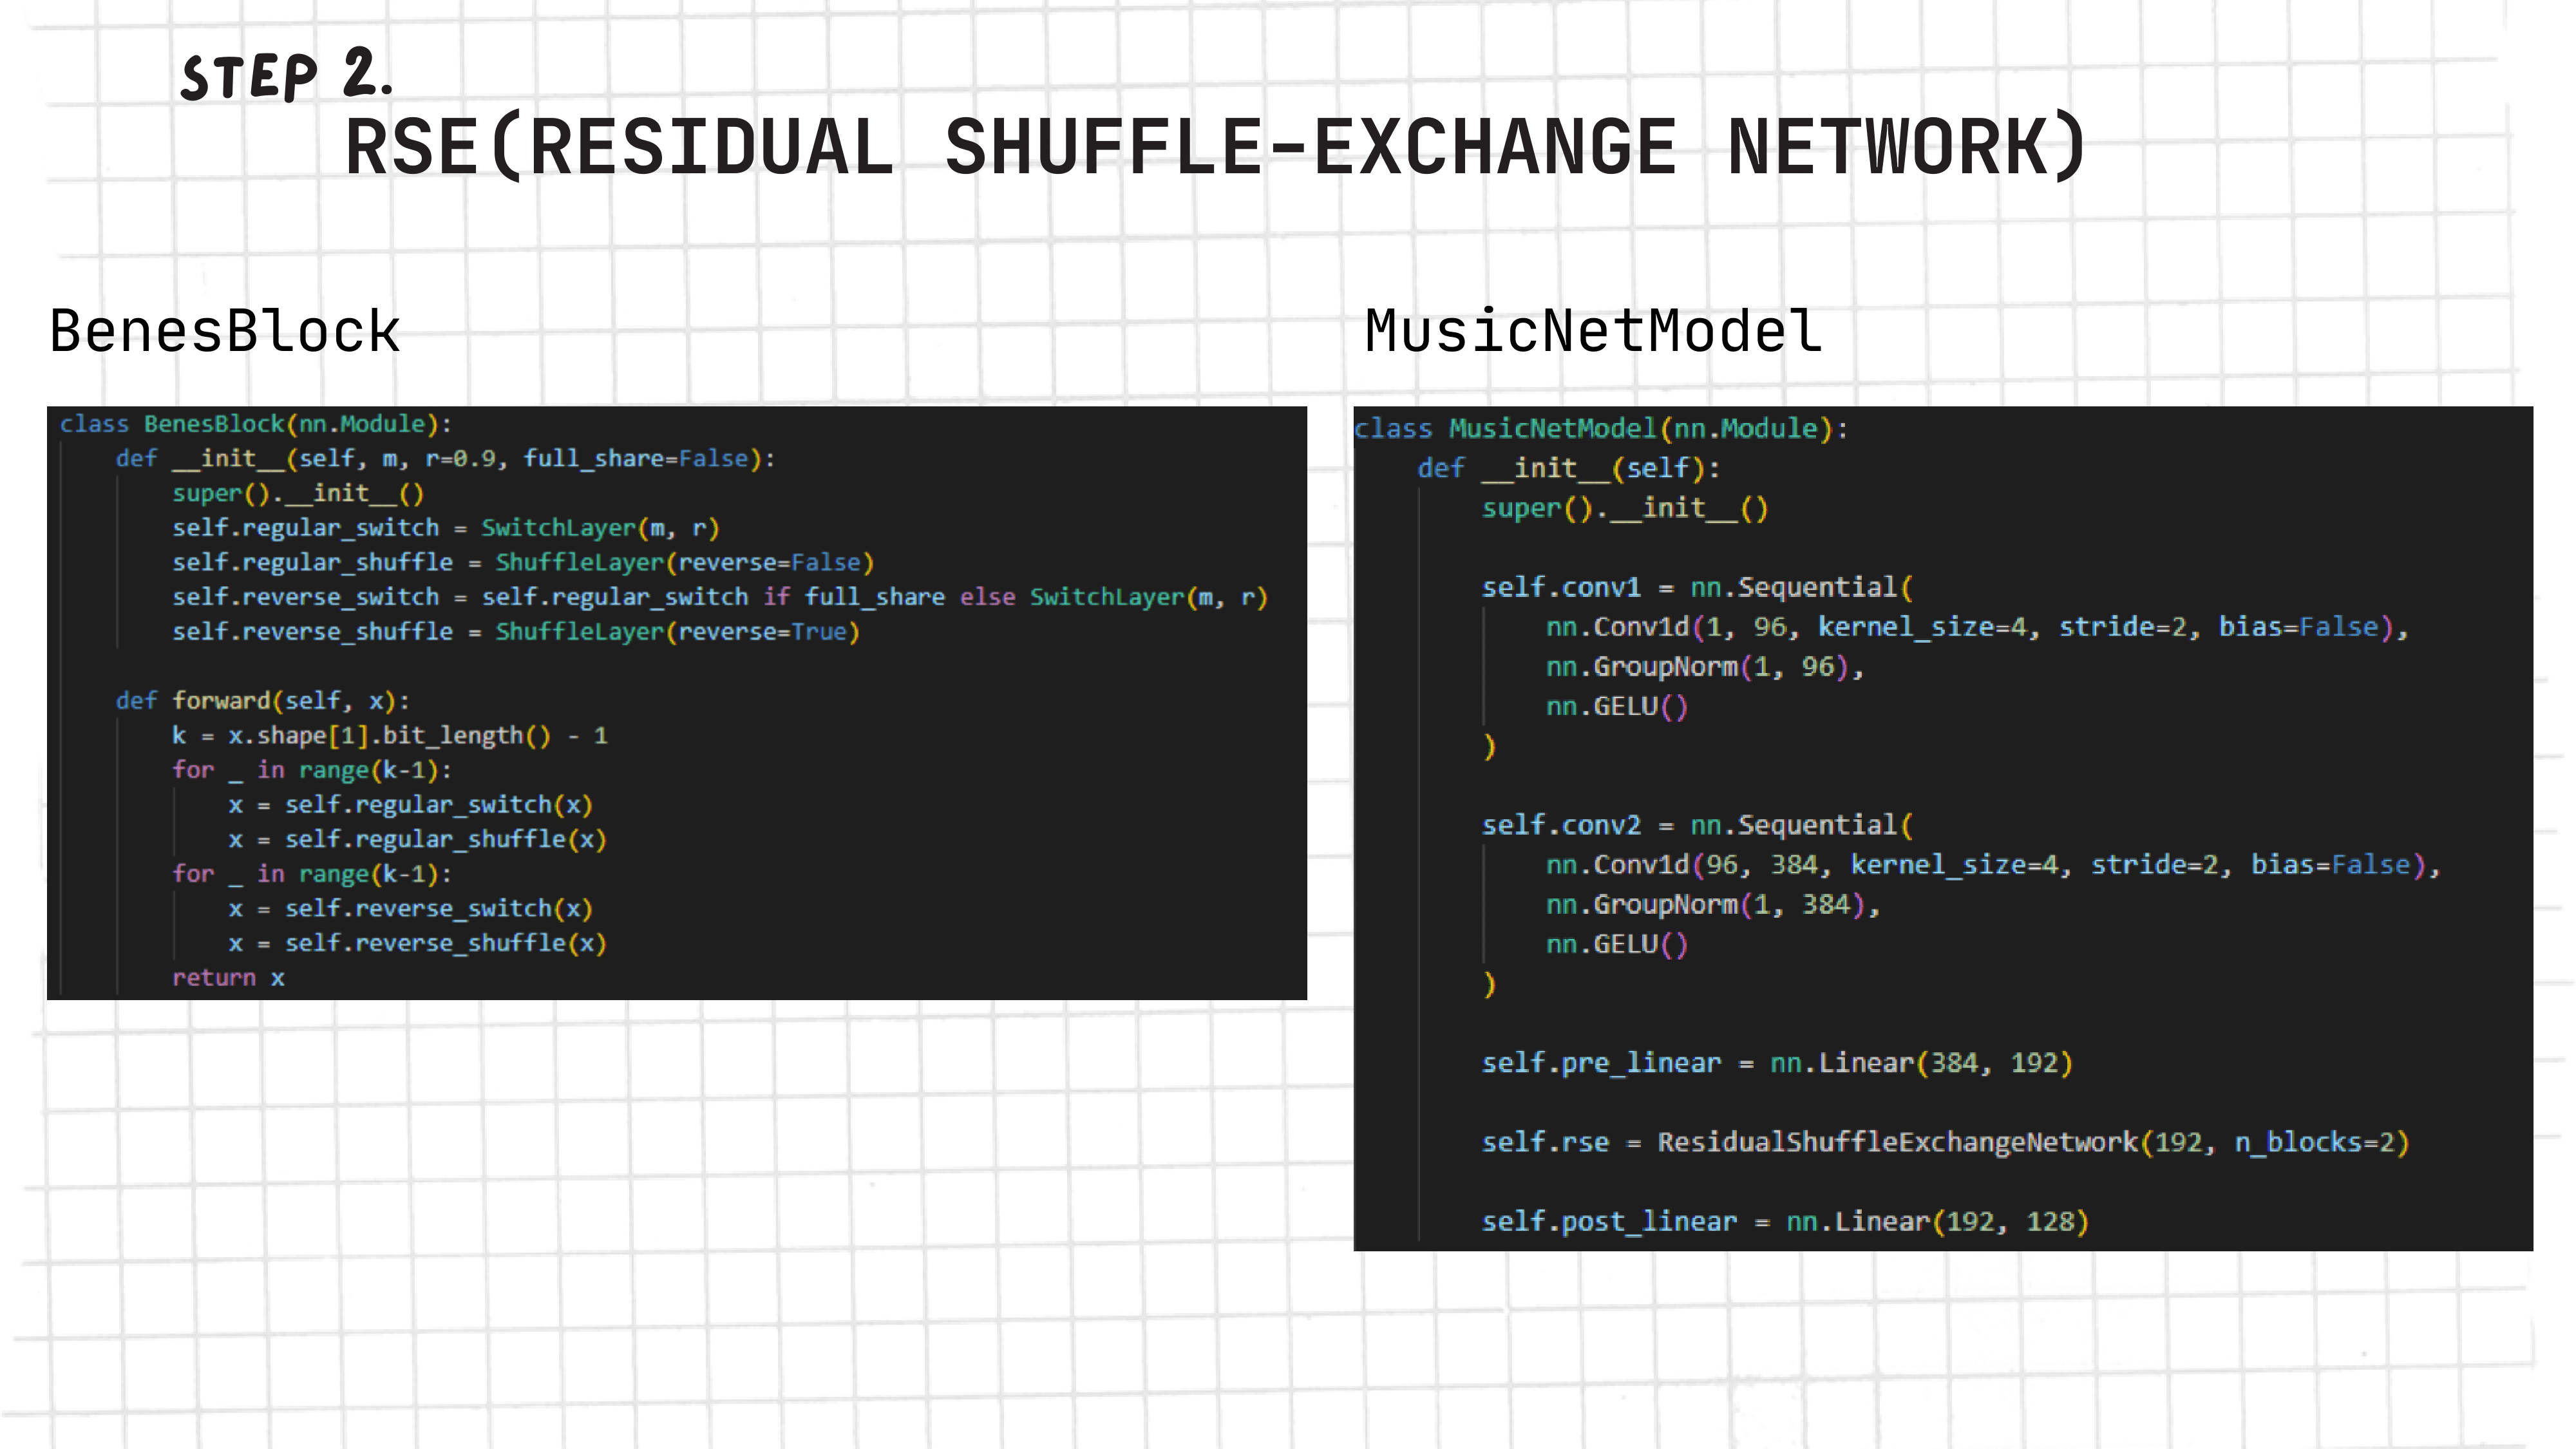 STEP 2.
RSE(RESIDUAL SHUFFLE-EXCHANGE NETWORK)
BenesBlock
class BenesBlock(nn.Module):
    def __init__(self, m, r=0.9, full_share=False):
        super().__init__()
        self.regular_switch = SwitchLayer(m, r)
        self.regular_shuffle = ShuffleLayer(reverse=False)
        self.reverse_switch = self.regular_switch if full_share else SwitchLayer(m, r)
        self.reverse_shuffle = ShuffleLayer(reverse=True)
    def forward(self, x):
        k = x.shape[1].bit_length() - 1
        for _ in range(k-1):
            x = self.regular_switch(x)
            x = self.regular_shuffle(x)
        for _ in range(k-1):
            x = self.reverse_switch(x)
            x = self.reverse_shuffle(x)
        return x
MusicNetModel
class MusicNetModel(nn.Module):
    def __init__(self):
        super().__init__()
        self.conv1 = nn.Sequential(
            nn.Conv1d(1, 96, kernel_size=4, stride=2, bias=False),
            nn.GroupNorm(1, 96),
            nn.GELU()
        )
        self.conv2 = nn.Sequential(
            nn.Conv1d(96, 384, kernel_size=4, stride=2, bias=False),
            nn.GroupNorm(1, 384),
            nn.GELU()
        )
        self.pre_linear = nn.Linear(384, 192)
        self.rse = ResidualShuffleExchangeNetwork(192, n_blocks=2)
        self.post_linear = nn.Linear(192, 128)